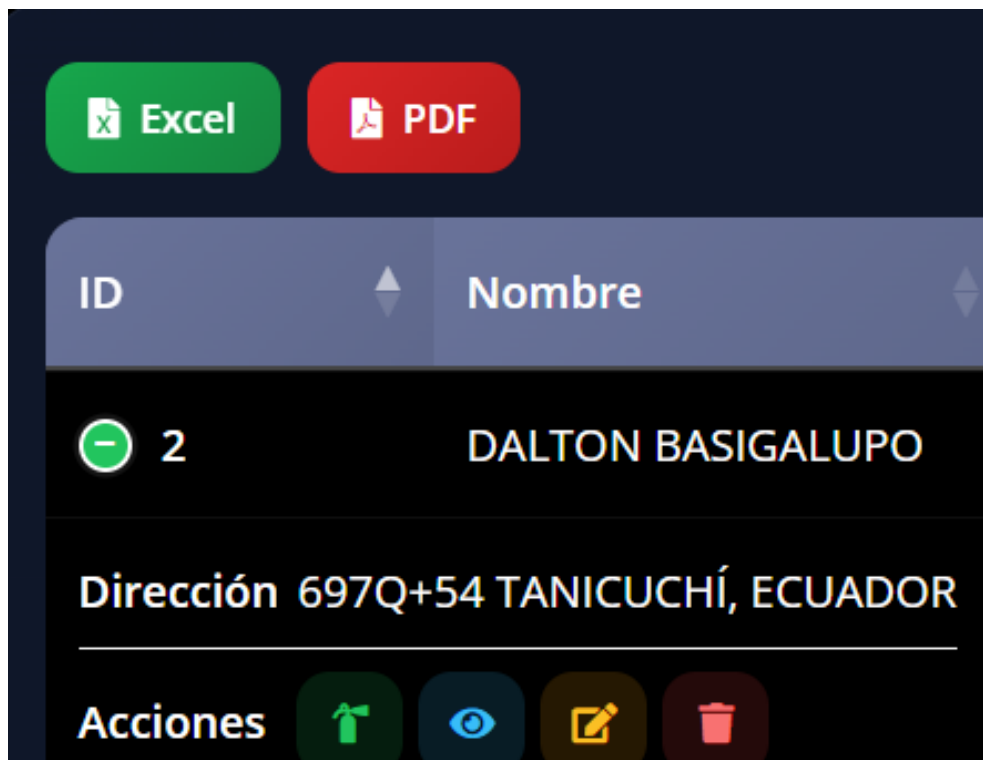 Excel PDF
ID Nombre
2 DALTON BASIGALUPO
Dirección 697Q+54 TANICUCHÍ, ECUADOR
Acciones